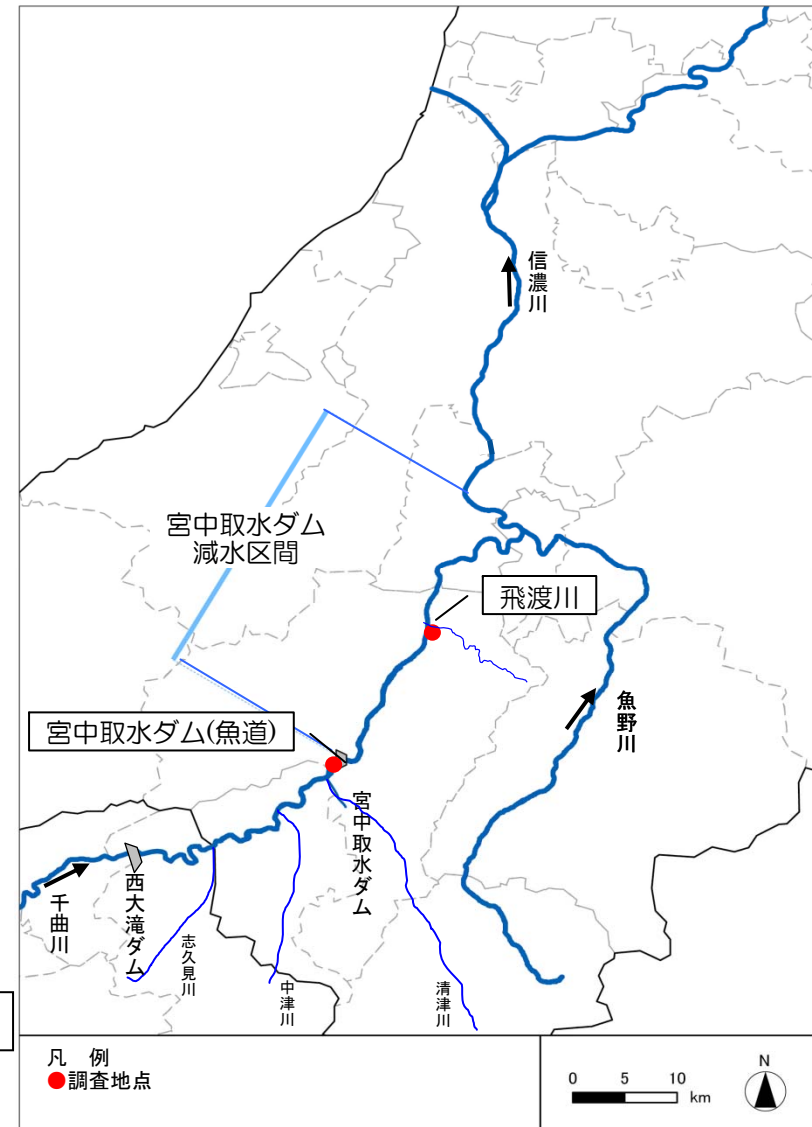 信濃川
宮中取水ダム
減水区間
飛渡川
魚野川
宮中取水ダム(魚道)
宮中取水ダム
千曲川
西大滝ダム
志久見川
中津川
清津川
凡 例
調査地点
0 5 10
km
N